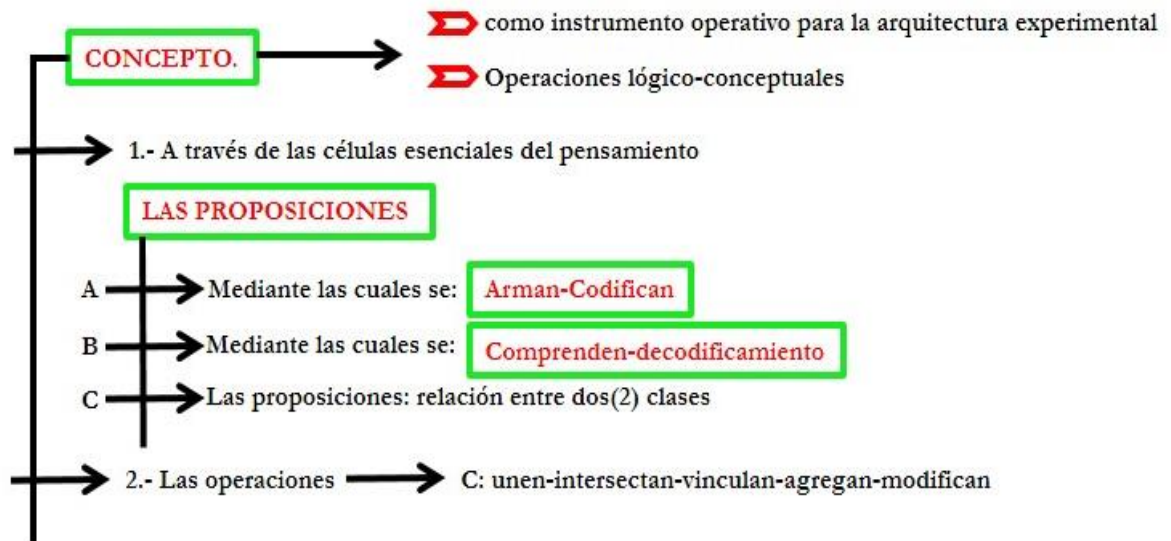 como instrumento operativo para la arquitectura experimental
CONCEPTO.
Operaciones lógico-conceptuales
1.- A través de las células esenciales del pensamiento
LAS PROPOSICIONES
A Mediante las cuales se: Arman-Codifican
B Mediante las cuales se: Comprenden-decodificamiento
C Las proposiciones: relación entre dos(2) clases
2.- Las operaciones C: unen-intersectan-vinculan-agregan-modifican